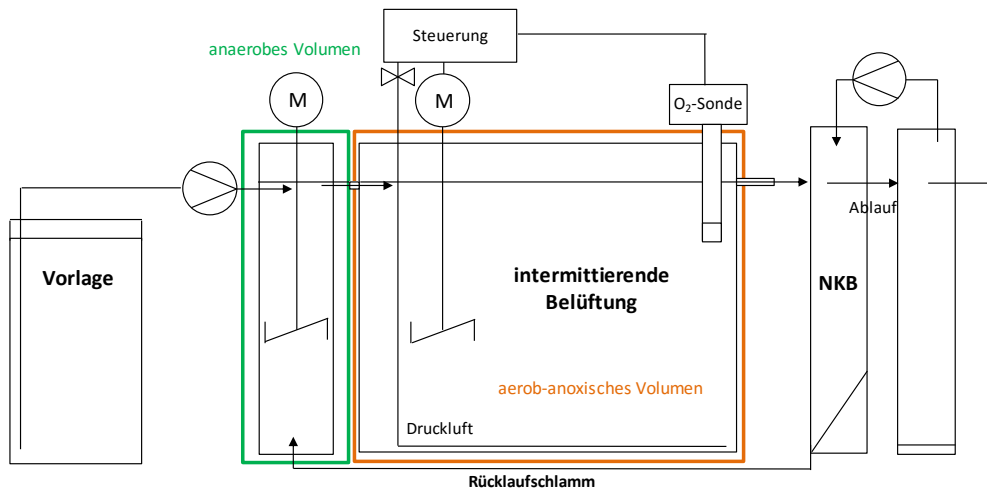 Steuerung
anaerobes Volumen
M
M
O₂-Sonde
Vorlage
intermittierende
Belüftung
NKB
Ablauf
aerob-anoxisches Volumen
Druckluft
Rücklaufschlamm